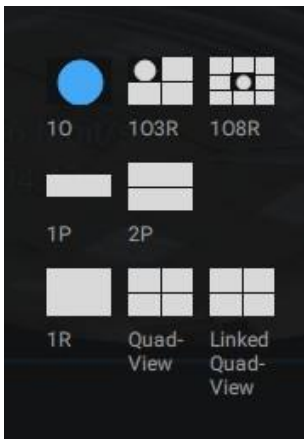 1O
1O3R
1O8R
1P
2P
1R
Quad-
View
Linked
Quad-
View